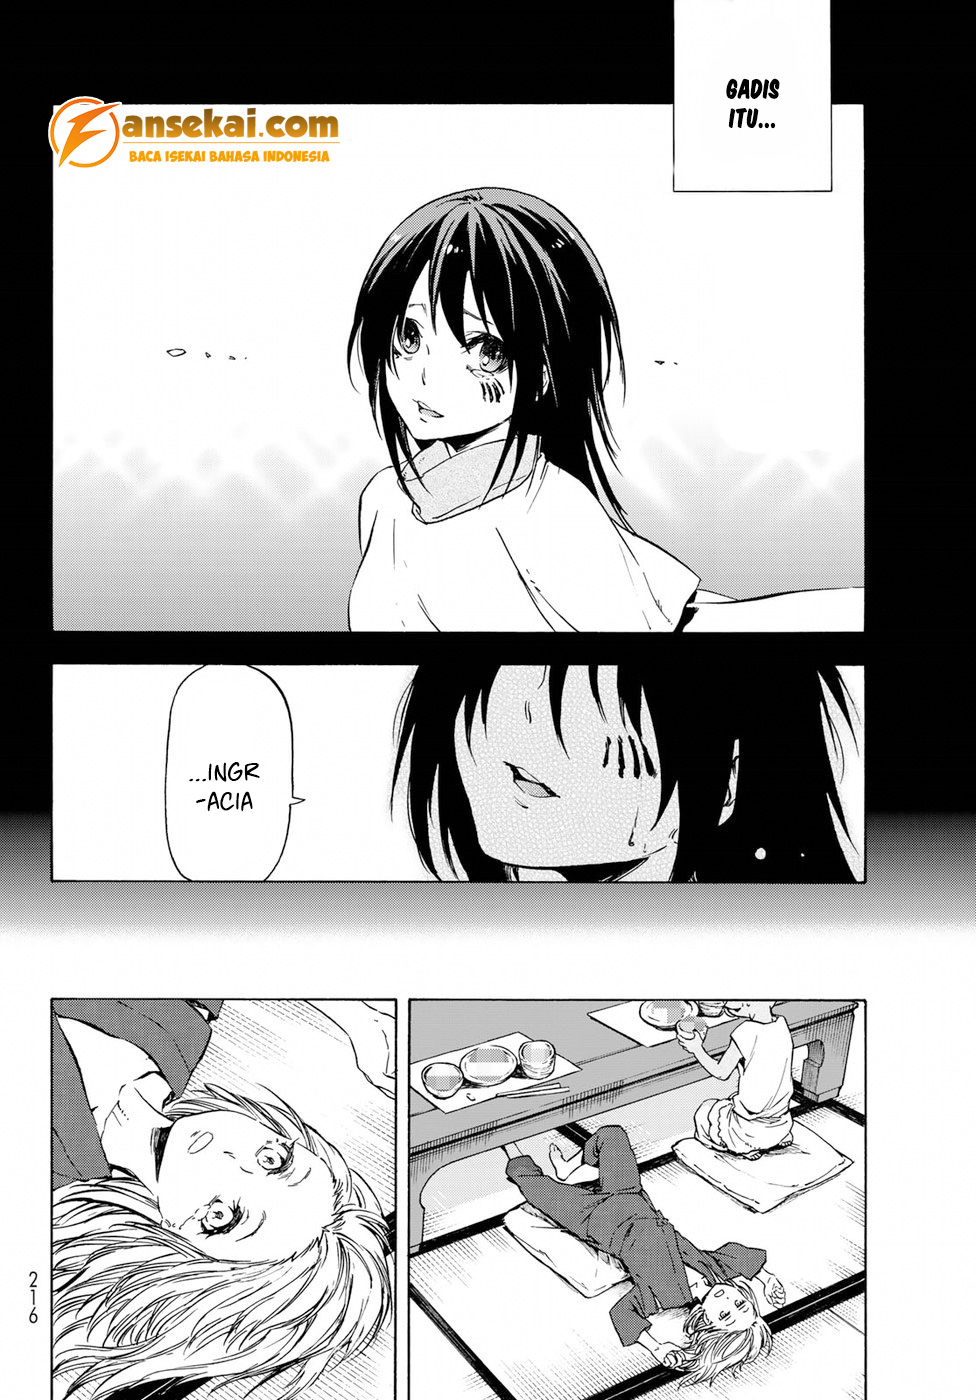 GADIS
ITU...
ansekai.com
BACA ISEKAI BAHASA INDONESIA
...INGR
-ACIA
216